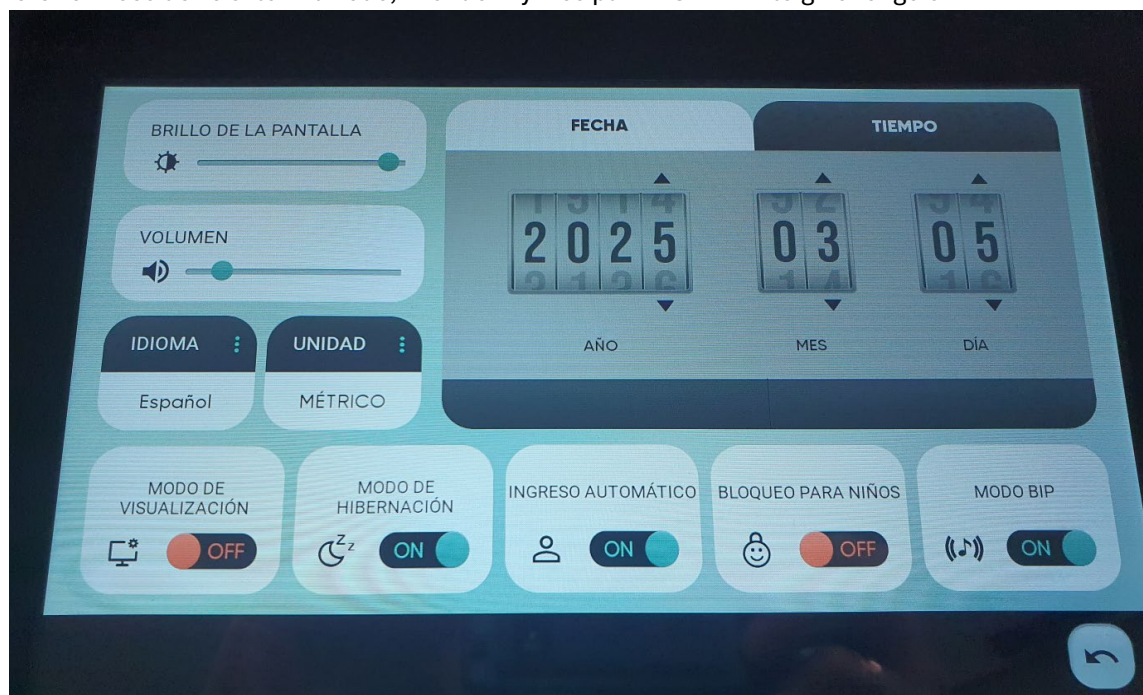 BRILLO DE LA PANTALLA
VOLUMEN
IDIOMA
Español
UNIDAD
MÉTRICO
FECHA
TIEMPO
2025
03
05
AÑO
MES
DÍA
MODO DE
VISUALIZACIÓN
OFF
MODO DE
HIBERNACIÓN
ON
INGRESO AUTOMÁTICO
ON
BLOQUEO PARA NIÑOS
OFF
MODO BIP
ON